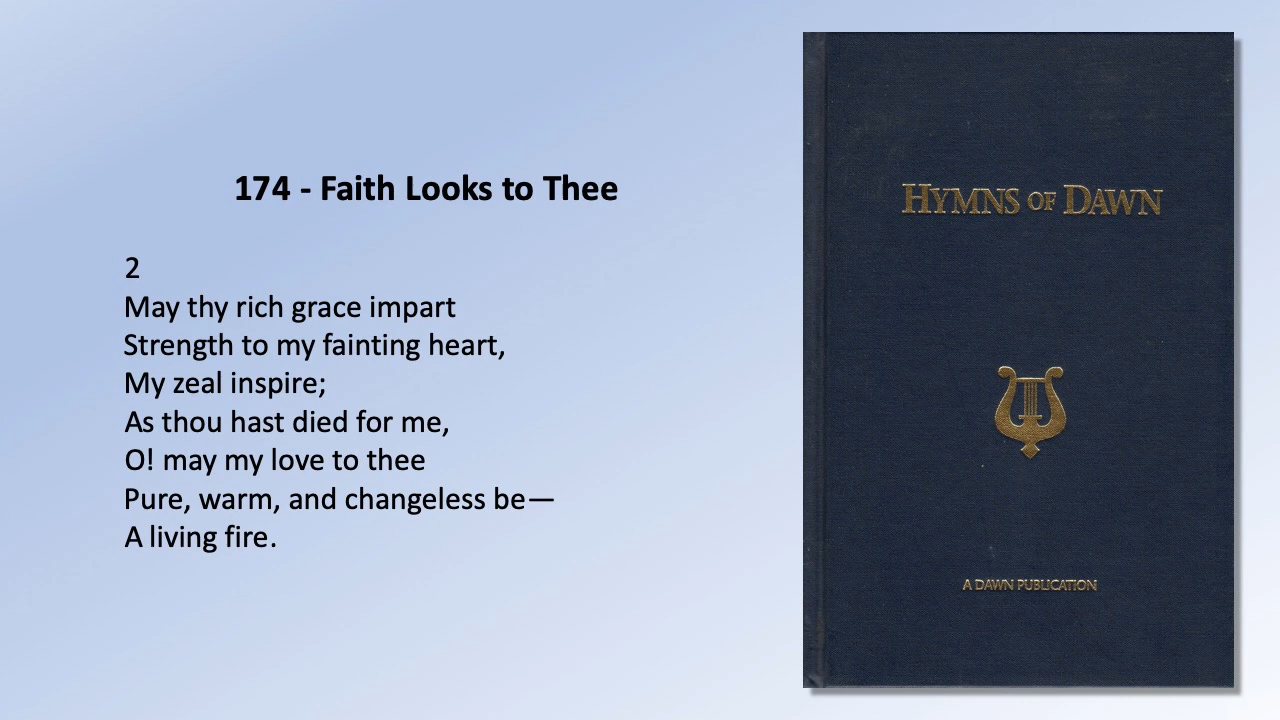 174 - Faith Looks to Thee
2
May thy rich grace impart
Strength to my fainting heart,
My zeal inspire;
As thou hast died for me,
O! may my love to thee
Pure, warm, and changeless be—
A living fire.
HYMNS OF DAWN
A DAWN PUBLICATION